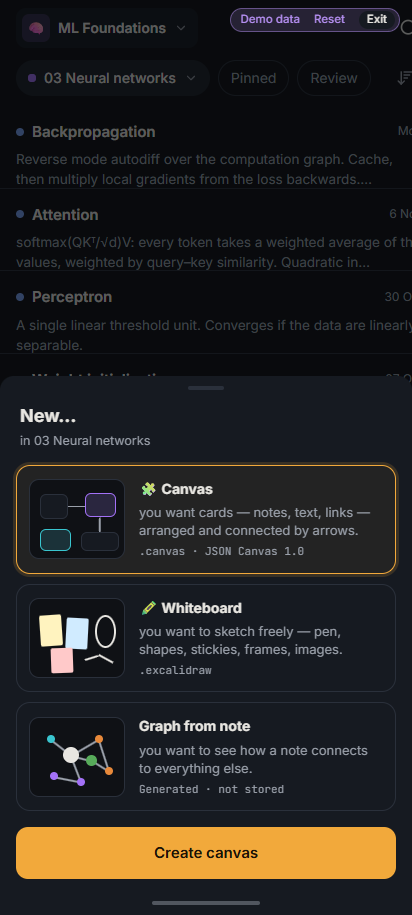 ML Foundations
Demo data Reset Exit
03 Neural networks
Pinned
Review
Backpropagation
Reverse mode autodiff over the computation graph. Cache,
then multiply local gradients from the loss backwards....
Attention
6 No
softmax(QKᵀ/√d)V: every token takes a weighted average of th
values, weighted by query–key similarity. Quadratic in...
Perceptron
30 O
A single linear threshold unit. Converges if the data are linearly
separable.
New...
in 03 Neural networks
Canvas
you want cards — notes, text, links —
arranged and connected by arrows.
.canvas · JSON Canvas 1.0
Whiteboard
you want to sketch freely — pen,
shapes, stickies, frames, images.
.excalidraw
Graph from note
you want to see how a note connects
to everything else.
Generated · not stored
Create canvas